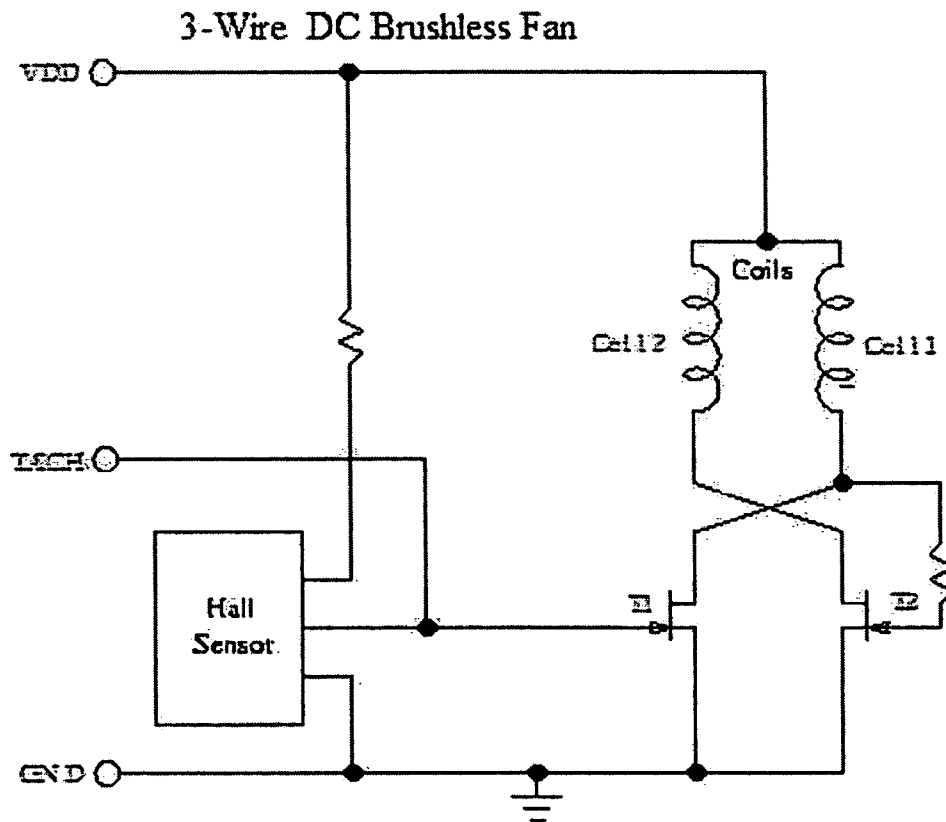 3-Wire DC Brushless Fan
VDD
Coils
Coil2
Coil1
TACH
Hall
Sensor
GND